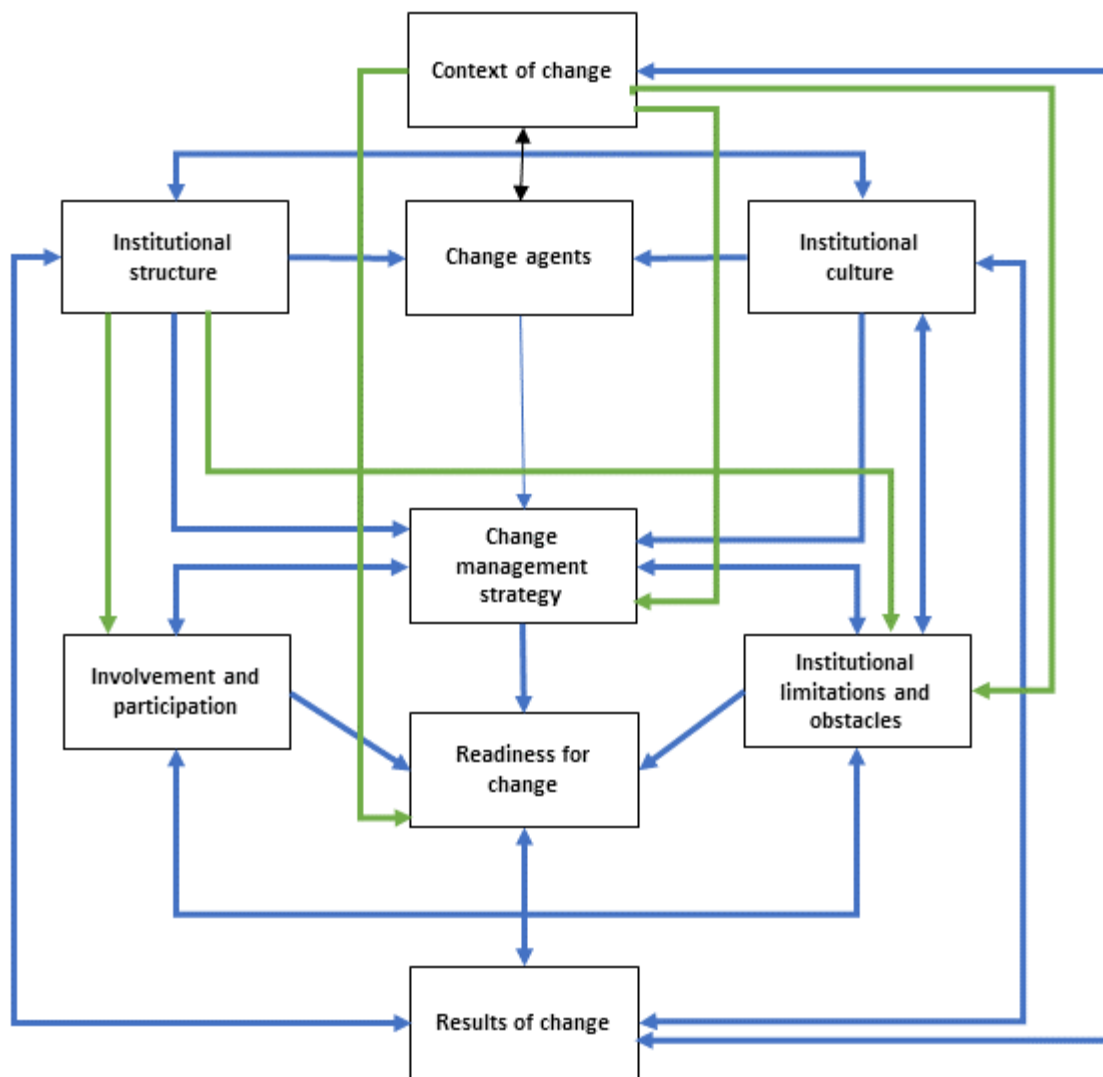 Context of change
Institutional
structure
Change agents
Institutional
culture
Change
management
strategy
Involvement and
participation
Institutional
limitations and
obstacles
Readiness for
change
Results of change